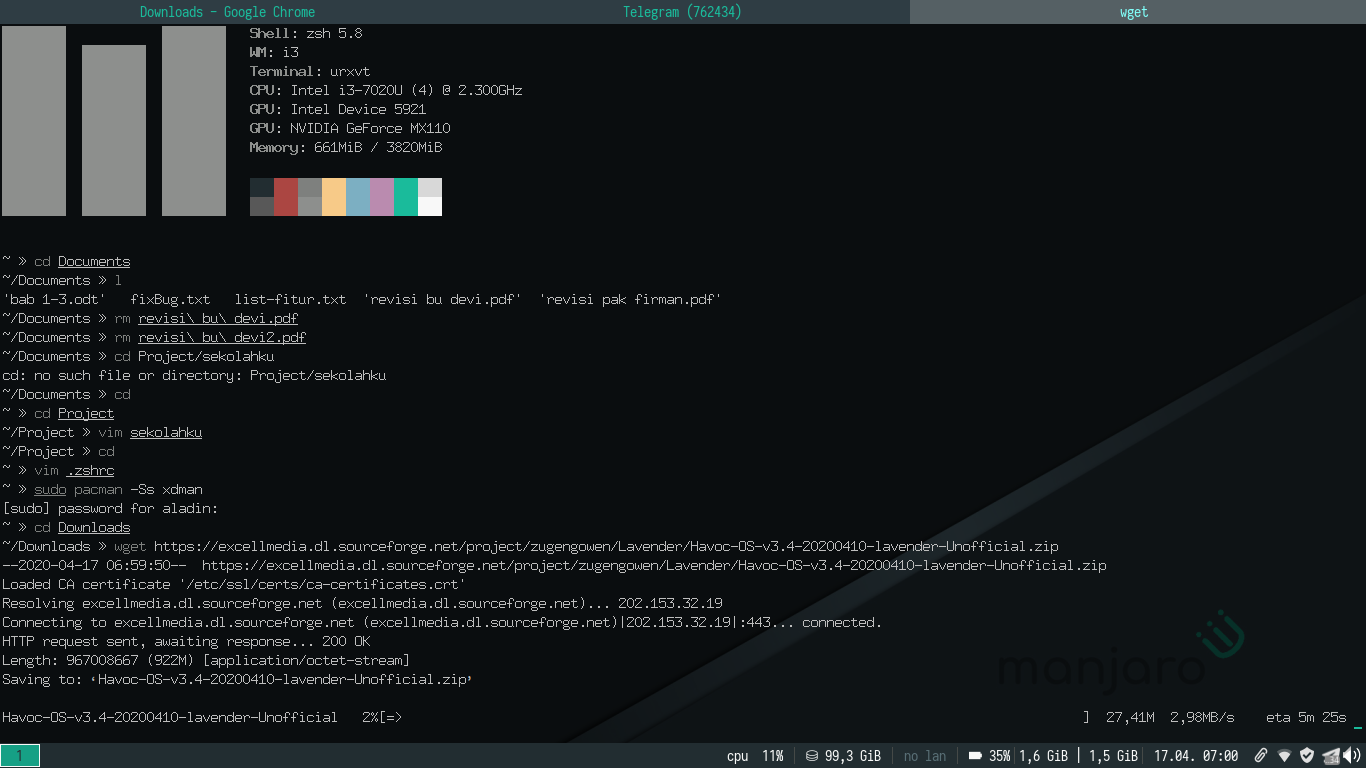 Downloads - Google Chrome
Telegram (762434)
wget
Shell: zsh 5.8
WM: i3
Terminal: urxvt
CPU: Intel i3-7020U (4) @ 2.300GHz
GPU: Intel Device 5921
GPU: NVIDIA GeForce MX110
Memory: 661MiB / 3820MiB
~ » cd Documents
~/Documents » l
'bab 1-3.odt'   fixBug.txt   list-fitur.txt  'revisi bu devi.pdf'  'revisi pak firman.pdf'
~/Documents » rm revisi\ bu\ devi.pdf
~/Documents » rm revisi\ bu\ devi2.pdf
~/Documents » cd Project/sekolahku
cd: no such file or directory: Project/sekolahku
~/Documents » cd
~ » cd Project
~/Project » vim sekolahku
~/Project » cd
~ » vim .zshrc
~ » sudo pacman -Ss xdman
[sudo] password for aladin:
~ » cd Downloads
~/Downloads » wget https://excellmedia.dl.sourceforge.net/project/zugengowen/Lavender/Havoc-OS-v3.4-20200410-lavender-Unofficial.zip
--2020-04-17 06:59:50--  https://excellmedia.dl.sourceforge.net/project/zugengowen/Lavender/Havoc-OS-v3.4-20200410-lavender-Unofficial.zip
Loaded CA certificate '/etc/ssl/certs/ca-certificates.crt'
Resolving excellmedia.dl.sourceforge.net (excellmedia.dl.sourceforge.net)... 202.153.32.19
Connecting to excellmedia.dl.sourceforge.net (excellmedia.dl.sourceforge.net)|202.153.32.19|:443... connected.
HTTP request sent, awaiting response... 200 OK
Length: 967008667 (922M) [application/octet-stream]
Saving to: ‘Havoc-OS-v3.4-20200410-lavender-Unofficial.zip’
manjaro
Havoc-OS-v3.4-20200410-lavender-Unofficial   2%[=>   ]  27,41M  2,98MB/s    eta 5m 25s
1
cpu 11% | 99,3 GiB | no lan | 35% | 1,6 GiB | 1,5 GiB | 17.04. 07:00
34